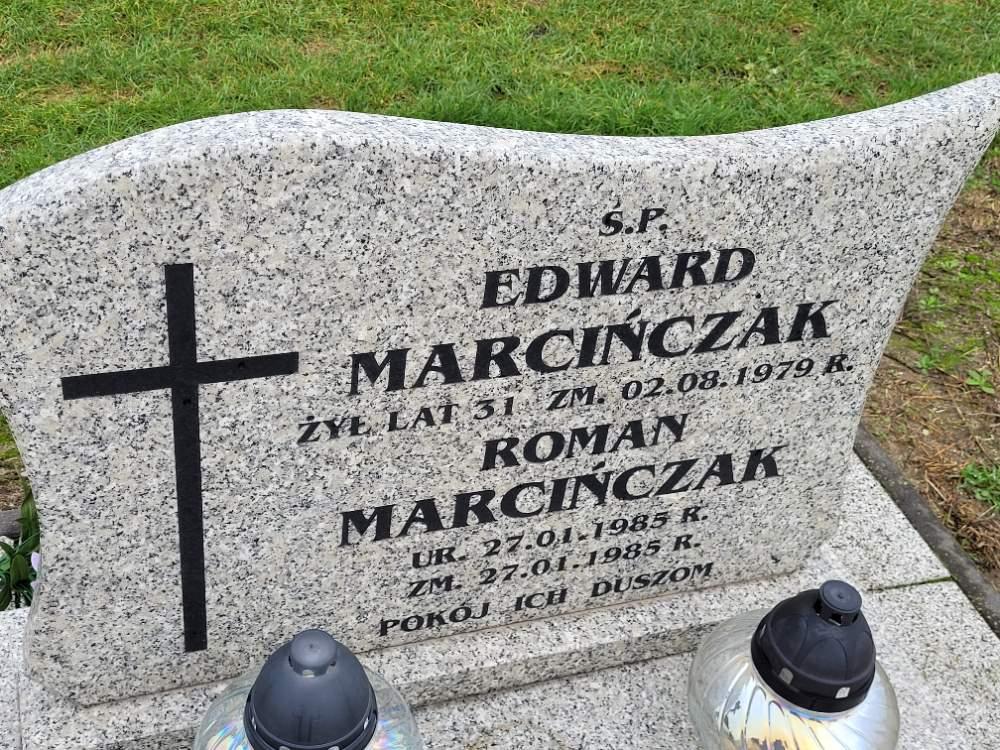 Ś.P.
EDWARD
MARCIŃCZAK
ŻYŁ LAT 31 ZM. 02.08.1979 R.
ROMAN
MARCIŃCZAK
UR. 27.01.1985 R.
ZM. 27.01.1985 R.
POKÓJ ICH DUSZOM